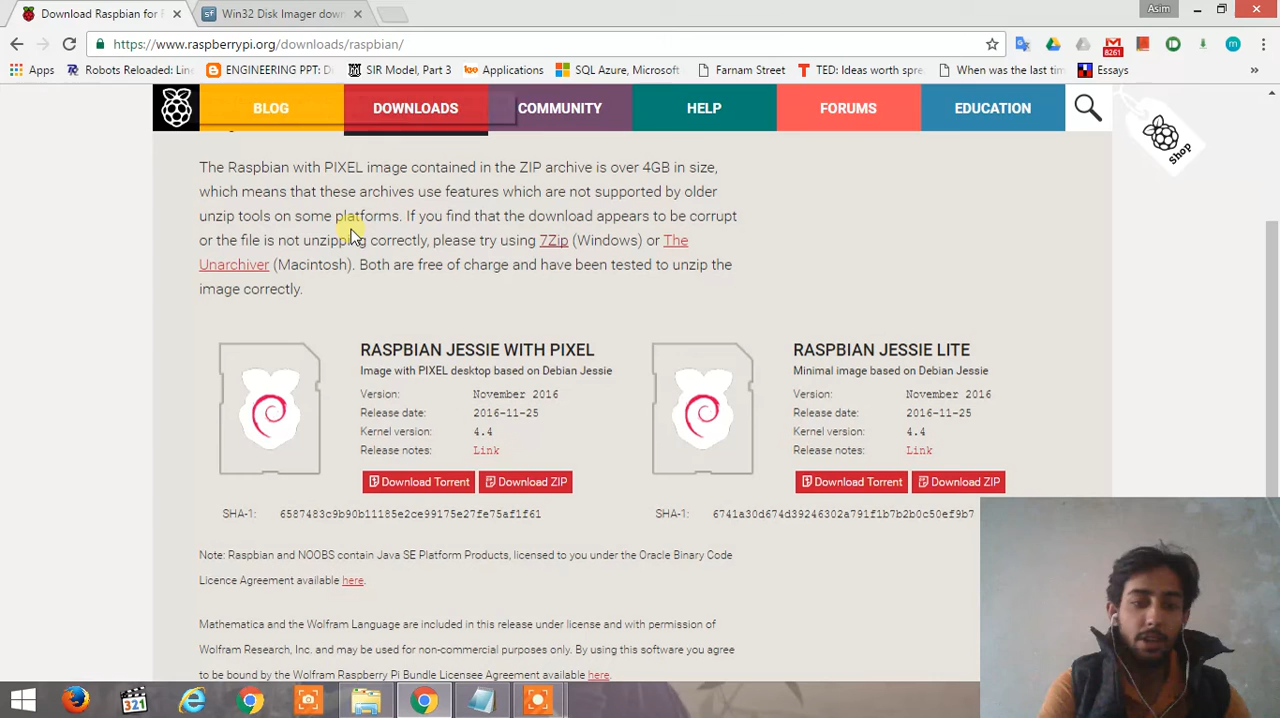 Download Raspbian for
Win32 Disk Imager down
Asim
https://www.raspberrypi.org/downloads/raspbian/
8261
m
Apps
Robots Reloaded: Line
ENGINEERING PPT: D
SIR Model, Part 3
Applications
SQL Azure, Microsoft
Farnam Street
TED: Ideas worth spre
When was the last tim
Essays
BLOG
DOWNLOADS
COMMUNITY
HELP
FORUMS
EDUCATION
shop
The Raspbian with PIXEL image contained in the ZIP archive is over 4GB in size,
which means that these archives use features which are not supported by older
unzip tools on some platforms. If you find that the download appears to be corrupt
or the file is not unzipping correctly, please try using 7Zip (Windows) or The
Unarchiver (Macintosh). Both are free of charge and have been tested to unzip the
image correctly.
RASPBIAN JESSIE WITH PIXEL
Image with PIXEL desktop based on Debian Jessie
Version: November 2016
Release date: 2016-11-25
Kernel version: 4.4
Release notes: Link
Download Torrent Download ZIP
SHA-1: 6587483c9b90b11185e2ce99175e27fe75af1f61
RASPBIAN JESSIE LITE
Minimal image based on Debian Jessie
Version: November 2016
Release date: 2016-11-25
Kernel version: 4.4
Release notes: Link
Download Torrent Download ZIP
SHA-1: 6741a30d674d39246302a791f1b7b2b0c50ef9b7
Note: Raspbian and NOOBS contain Java SE Platform Products, licensed to you under the Oracle Binary Code
Licence Agreement available here.
Mathematica and the Wolfram Language are included in this release under license and with permission of
Wolfram Research, Inc. and may be used for non-commercial purposes only. By using this software you agree
to be bound by the Wolfram Raspberry Pi Bundle Licensee Agreement available here.
321